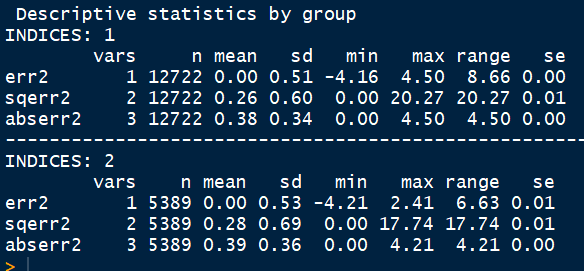 Descriptive statistics by group
INDICES: 1
        vars     n mean   sd   min   max range   se
err2       1 12722 0.00 0.51 -4.16  4.50  8.66 0.00
sqerr2     2 12722 0.26 0.60  0.00 20.27 20.27 0.01
abserr2    3 12722 0.38 0.34  0.00  4.50  4.50 0.00
------------------------------------------------------
INDICES: 2
        vars    n mean   sd   min   max range   se
err2       1 5389 0.00 0.53 -4.21  2.41  6.63 0.01
sqerr2     2 5389 0.28 0.69  0.00 17.74 17.74 0.01
abserr2    3 5389 0.39 0.36  0.00  4.21  4.21 0.00
>